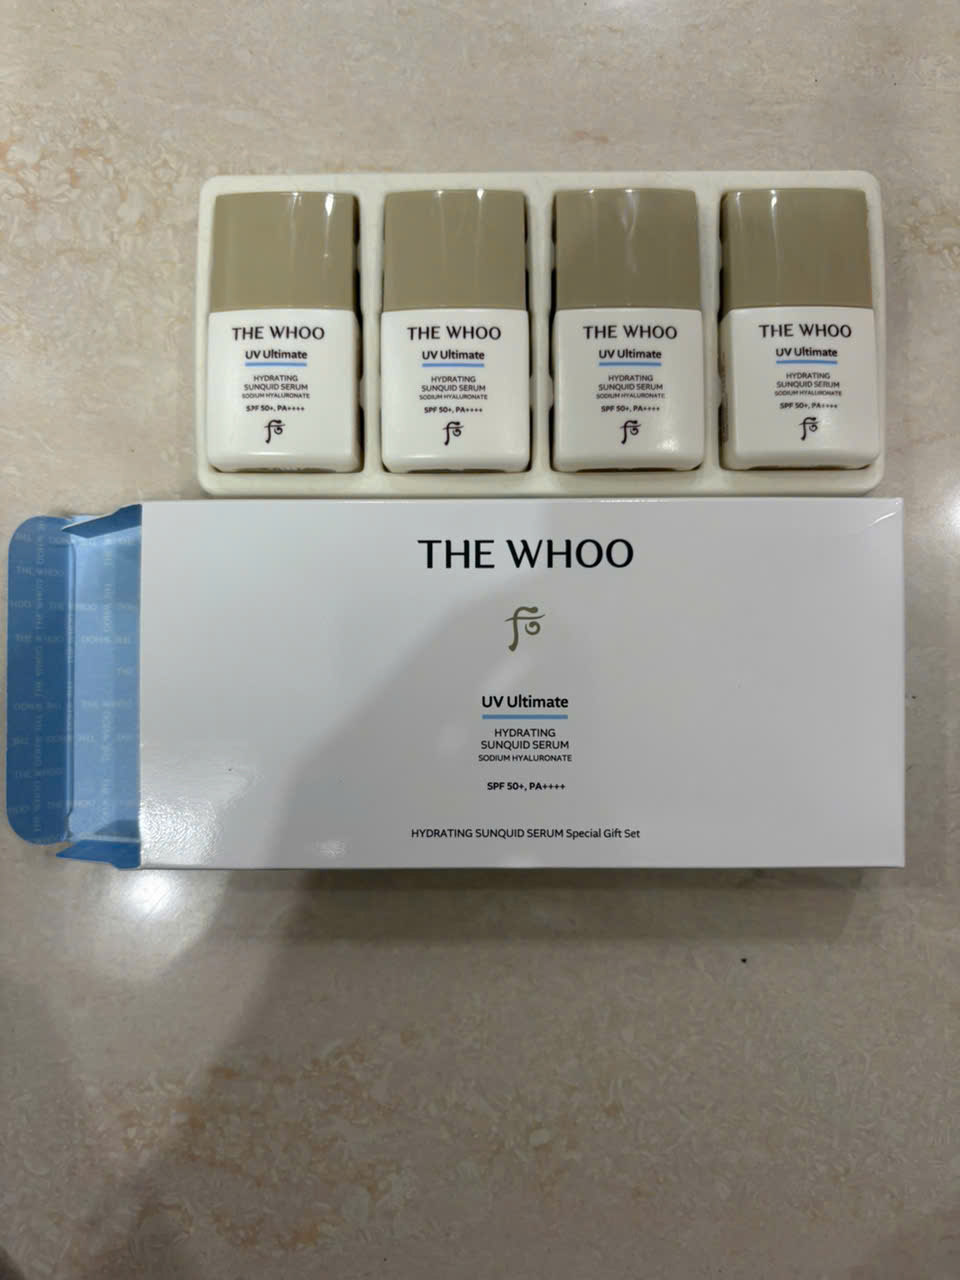 THE WHOO
UV Ultimate
HYDRATING
SUNQUID SERUM
SODIUM HYALURONATE
SPF 50+, PA++++
THE WHOO
UV Ultimate
HYDRATING
SUNQUID SERUM
SODIUM HYALURONATE
SPF 50+, PA++++
THE WHOO
UV Ultimate
HYDRATING
SUNQUID SERUM
SODIUM HYALURONATE
SPF 50+, PA++++
THE WHOO
UV Ultimate
HYDRATING
SUNQUID SERUM
SODIUM HYALURONATE
SPF 50+, PA++++
THE WHOO
UV Ultimate
HYDRATING
SUNQUID SERUM
SODIUM HYALURONATE
SPF 50+, PA++++
HYDRATING SUNQUID SERUM Special Gift Set